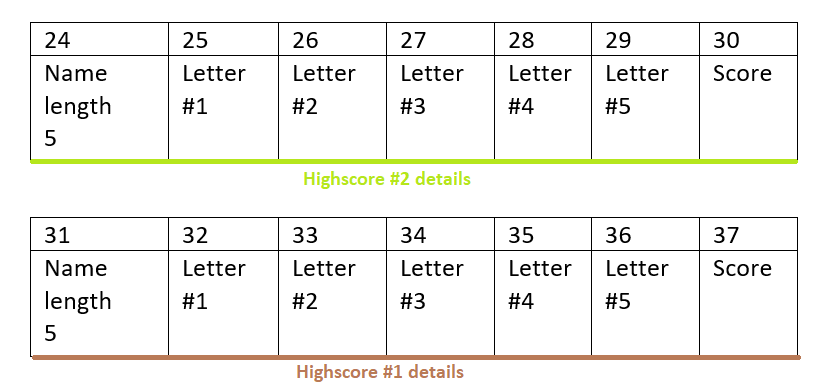 24 25 26 27 28 29 30
Name Letter Letter Letter Letter Letter Score
length #1 #2 #3 #4 #5
5
Highscore #2 details
31 32 33 34 35 36 37
Name Letter Letter Letter Letter Letter Score
length #1 #2 #3 #4 #5
5
Highscore #1 details